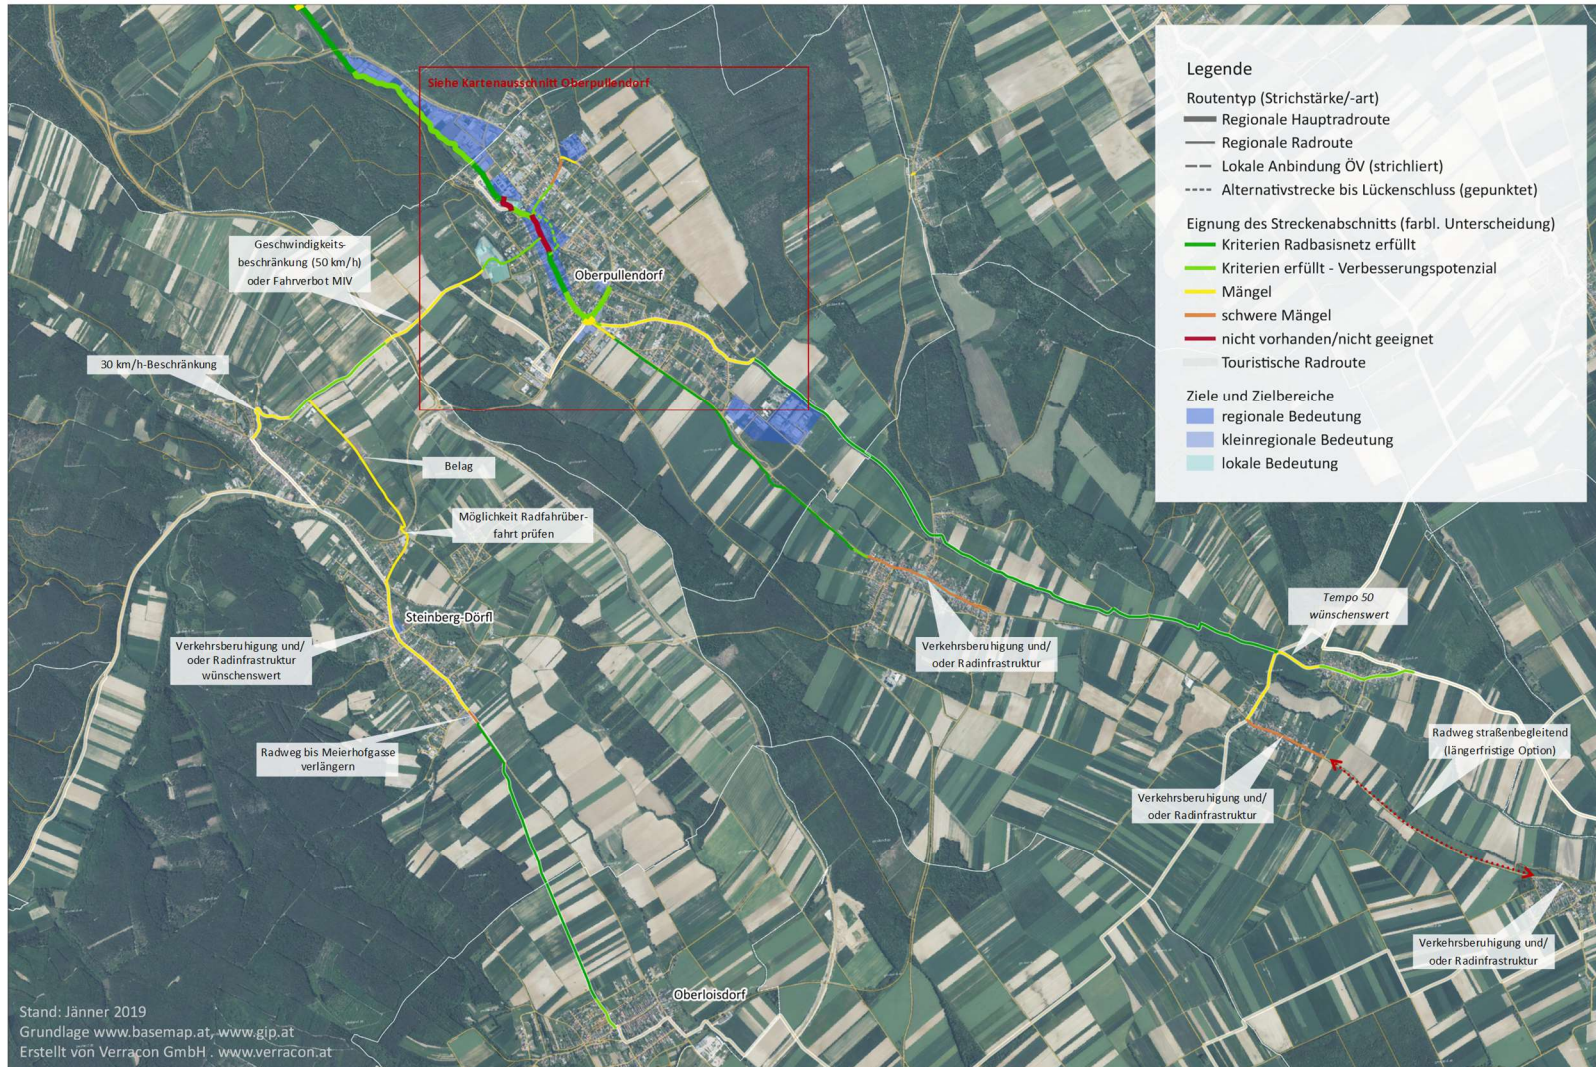 Siehe Kartenausschnitt Oberpullendorf
Legende
Routentyp (Strichstärke/-art)
Regionale Hauptradroute
Regionale Radroute
Lokale Anbindung ÖV (strichliert)
Alternativstrecke bis Lückenschluss (gepunktet)
Eignung des Streckenabschnitts (farbl. Unterscheidung)
Kriterien Radbasisnetz erfüllt
Kriterien erfüllt - Verbesserungspotenzial
Mängel
schwere Mängel
nicht vorhanden/nicht geeignet
Touristische Radroute
Ziele und Zielbereiche
regionale Bedeutung
kleinregionale Bedeutung
lokale Bedeutung
Geschwindigkeits-
beschränkung (50 km/h)
oder Fahrverbot MIV
Oberpullendorf
30 km/h-Beschränkung
Belag
Möglichkeit Radfahrüber-
fahrt prüfen
Steinberg-Dörfl
Verkehrsberuhigung und/
oder Radinfrastruktur
wünschenswert
Verkehrsberuhigung und/
oder Radinfrastruktur
Tempo 50
wünschenswert
Radweg bis Meierhofgasse
verlängern
Radweg straßenbegleitend
(längerfristige Option)
Verkehrsberuhigung und/
oder Radinfrastruktur
Verkehrsberuhigung und/
oder Radinfrastruktur
Oberloisdorf
Stand: Jänner 2019
Grundlage www.basemap.at, www.gip.at
Erstellt von Verracon GmbH . www.verracon.at